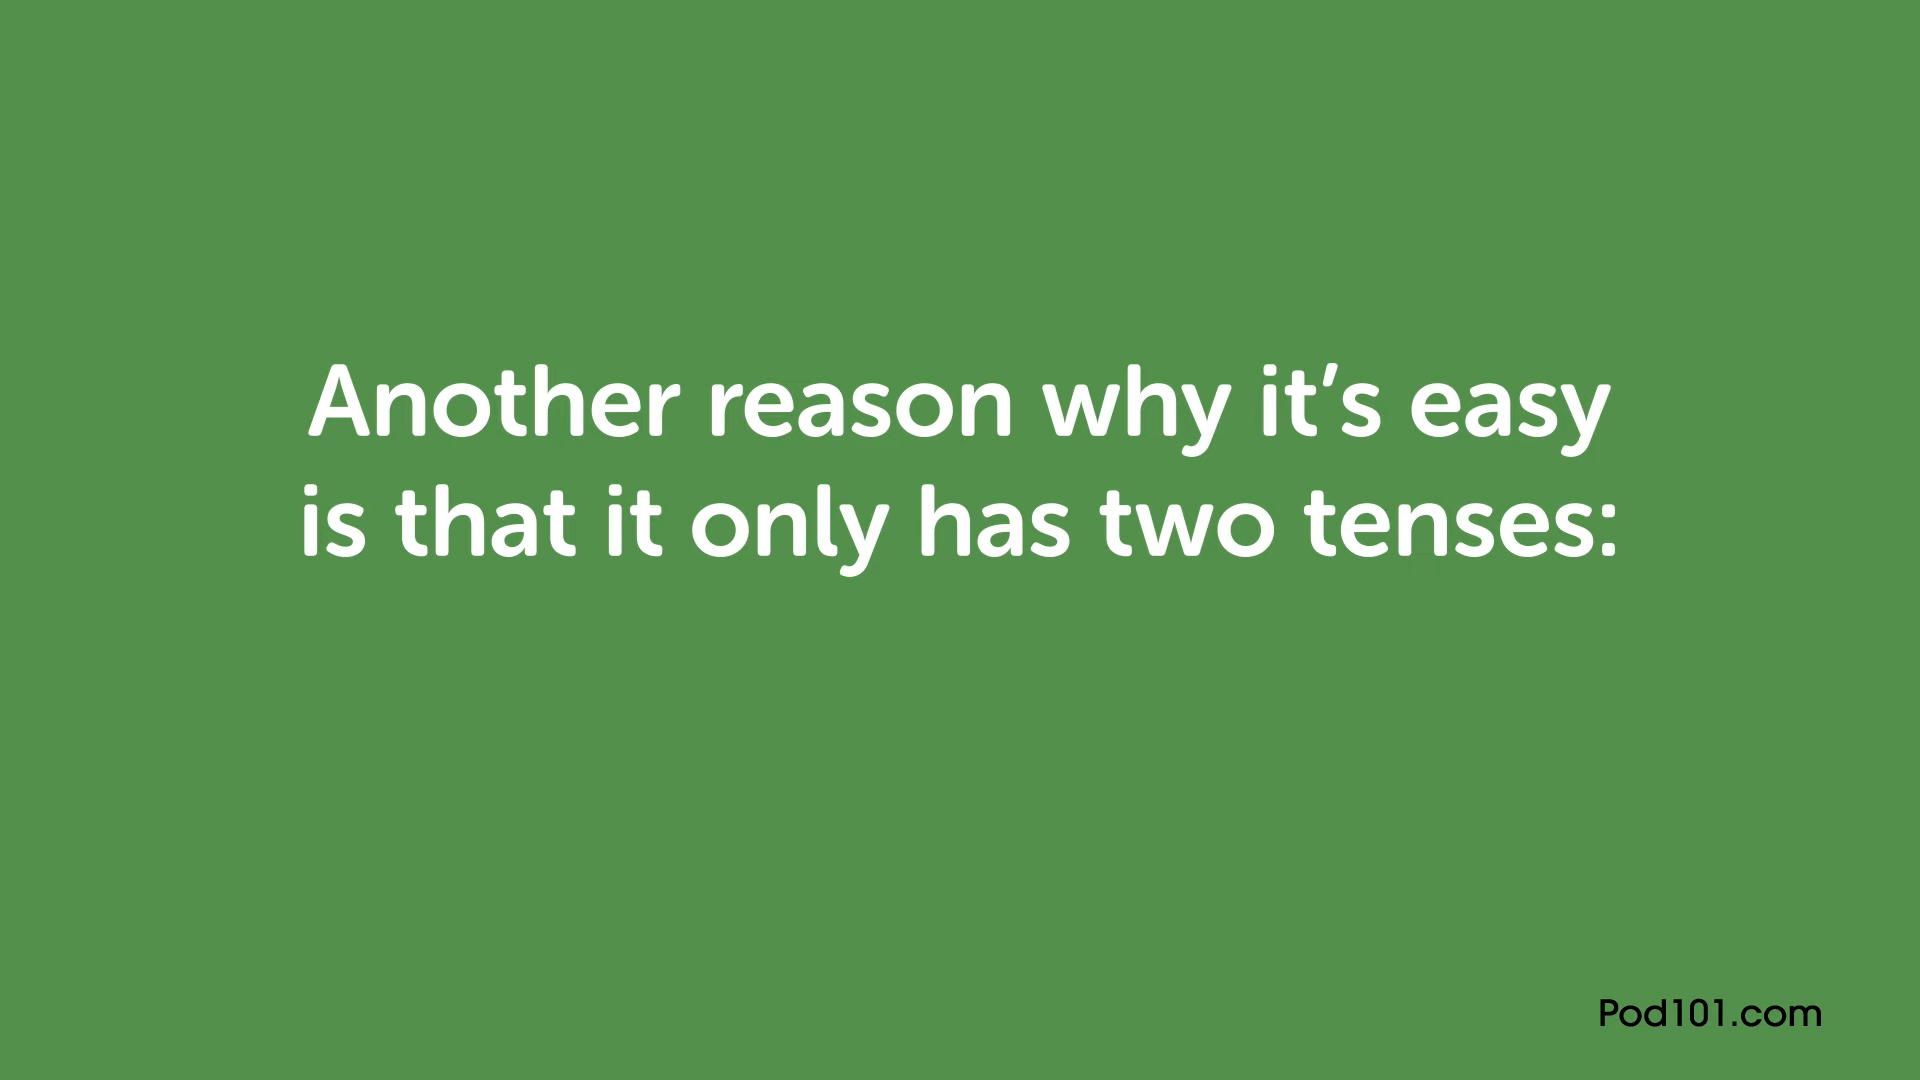 Another reason why it’s easy
is that it only has two tenses:
Pod101.com